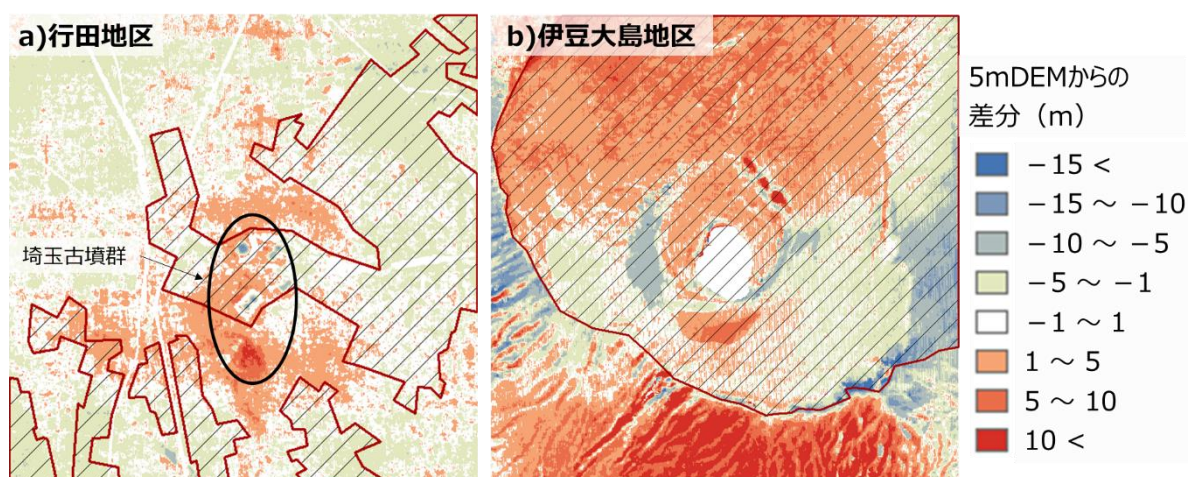 a)行田地区
埼玉古墳群
b)伊豆大島地区
5mDEMからの
差分（m）
－15 <
－15 ～ －10
－10 ～ －5
－5 ～ －1
－1 ～ 1
1 ～ 5
5 ～ 10
10 <